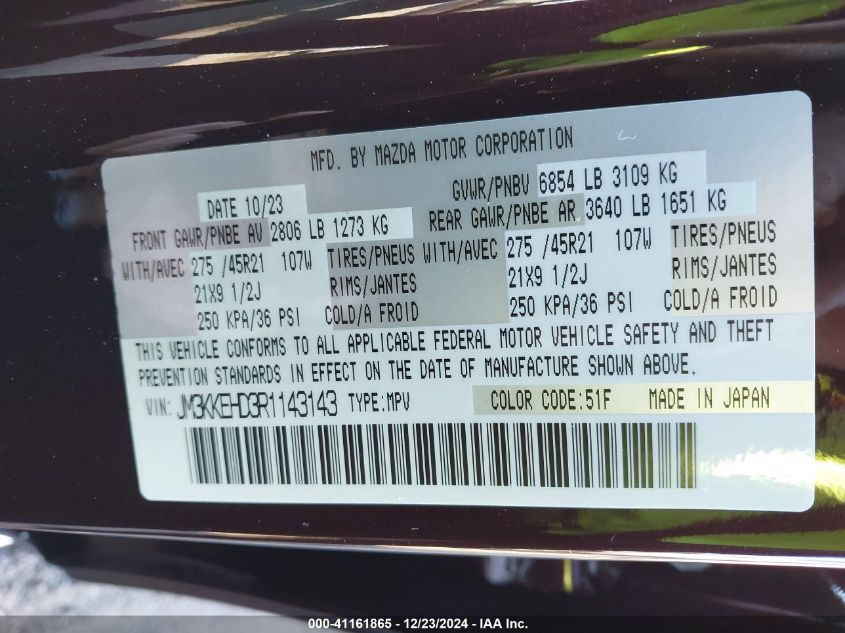 MFD. BY MAZDA MOTOR CORPORATION
DATE 10/23 GVWR/PNBV 6854 LB 3109 KG
FRONT GAWR/PNBE AV 2806 LB 1273 KG REAR GAWR/PNBE AR 3640 LB 1651 KG
WITH/AVEC 275 /45R21 107W TIRES/PNEUS WITH/AVEC 275 /45R21 107W TIRES/PNEUS
21X9 1/2J RIMS/JANTES 21X9 1/2J RIMS/JANTES
250 KPA/36 PSI COLD/A FROID 250 KPA/36 PSI COLD/A FROID
THIS VEHICLE CONFORMS TO ALL APPLICABLE FEDERAL MOTOR VEHICLE SAFETY AND THEFT
PREVENTION STANDARDS IN EFFECT ON THE DATE OF MANUFACTURE SHOWN ABOVE.
VIN: JM3KKEHD3R1143143 TYPE:MPV COLOR CODE:51F MADE IN JAPAN
000-41161865 - 12/23/2024 - IAA Inc.